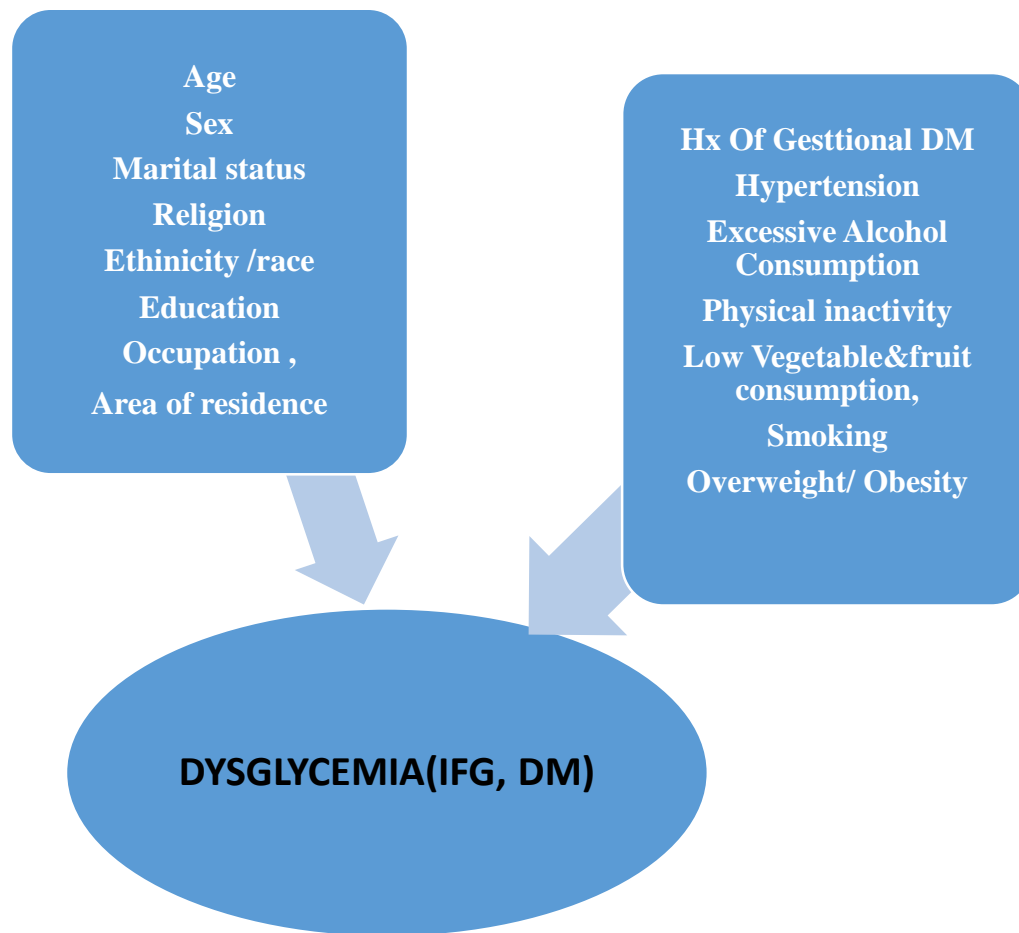 Age
Sex
Marital status
Religion
Ethinicity /race
Education
Occupation ,
Area of residence
Hx Of Gesttional DM
Hypertension
Excessive Alcohol
Consumption
Physical inactivity
Low Vegetable&fruit
consumption,
Smoking
Overweight/ Obesity
DYSGLYCEMIA(IFG, DM)